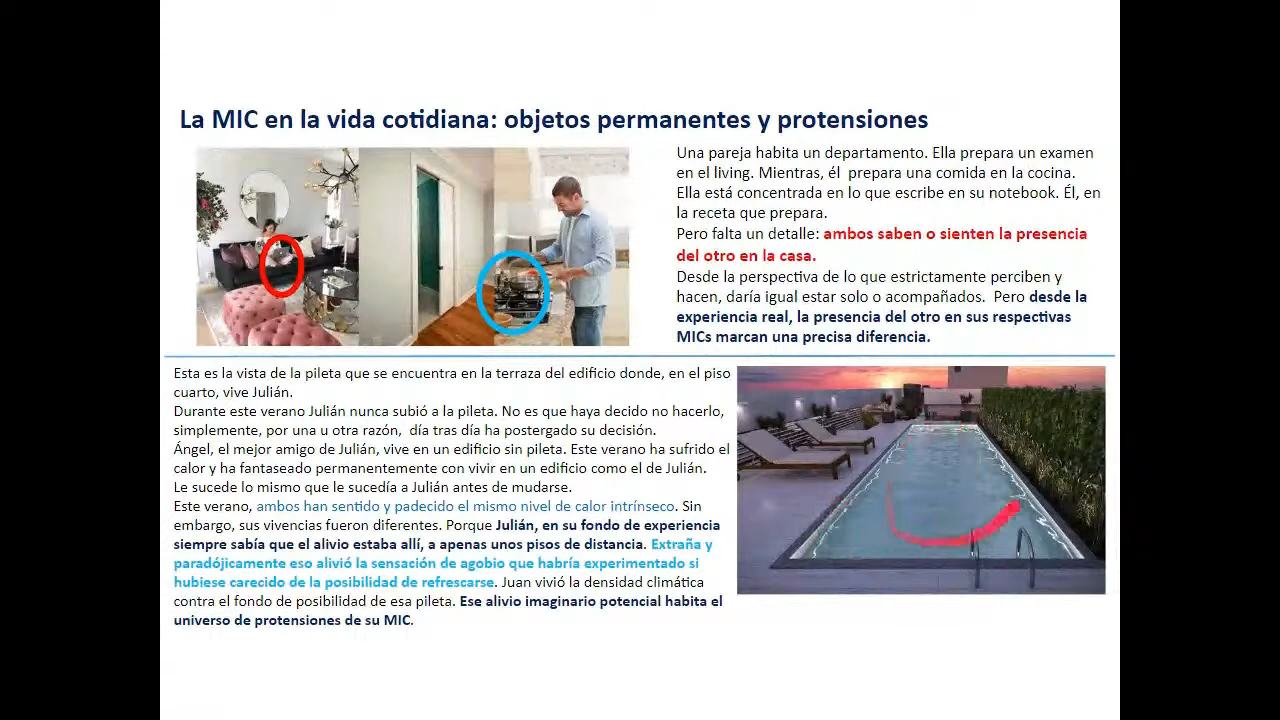 La MIC en la vida cotidiana: objetos permanentes y protensiones
Una pareja habita un departamento. Ella prepara un examen
en el living. Mientras, él prepara una comida en la cocina.
Ella está concentrada en lo que escribe en su notebook. Él, en
la receta que prepara.
Pero falta un detalle: ambos saben o sienten la presencia
del otro en la casa.
Desde la perspectiva de lo que estrictamente perciben y
hacen, daría igual estar solo o acompañados. Pero desde la
experiencia real, la presencia del otro en sus respectivas
MICs marcan una precisa diferencia.
Esta es la vista de la pileta que se encuentra en la terraza del edificio donde, en el piso
cuarto, vive Julián.
Durante este verano Julián nunca subió a la pileta. No es que haya decido no hacerlo,
simplemente, por una u otra razón, día tras día ha postergado su decisión.
Ángel, el mejor amigo de Julián, vive en un edificio sin pileta. Este verano ha sufrido el
calor y ha fantaseado permanentemente con vivir en un edificio como el de Julián.
Le sucede lo mismo que le sucedía a Julián antes de mudarse.
Este verano, ambos han sentido y padecido el mismo nivel de calor intrínseco. Sin
embargo, sus vivencias fueron diferentes. Porque Julián, en su fondo de experiencia
siempre sabía que el alivio estaba allí, a apenas unos pisos de distancia. Extraña y
paradójicamente eso alivió la sensación de agobio que habría experimentado si
hubiese carecido de la posibilidad de refrescarse. Juan vivió la densidad climática
contra el fondo de posibilidad de esa pileta. Ese alivio imaginario potencial habita el
universo de protensiones de su MIC.